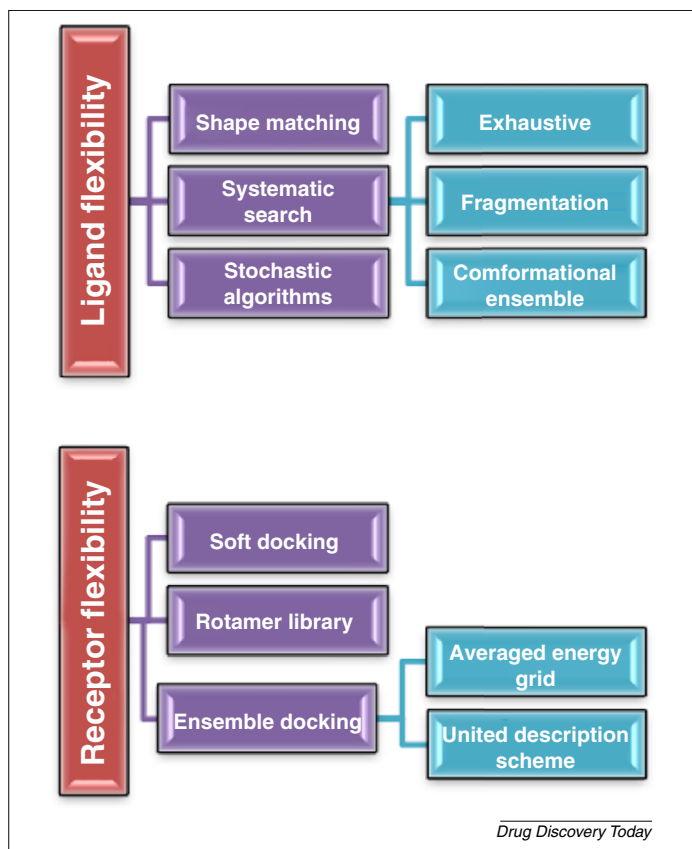 Ligand flexibility
Shape matching
Systematic
search
Stochastic
algorithms
Exhaustive
Fragmentation
Comformational
ensemble
Receptor flexibility
Soft docking
Rotamer library
Ensemble docking
Averaged energy
grid
United description
scheme
Drug Discovery Today